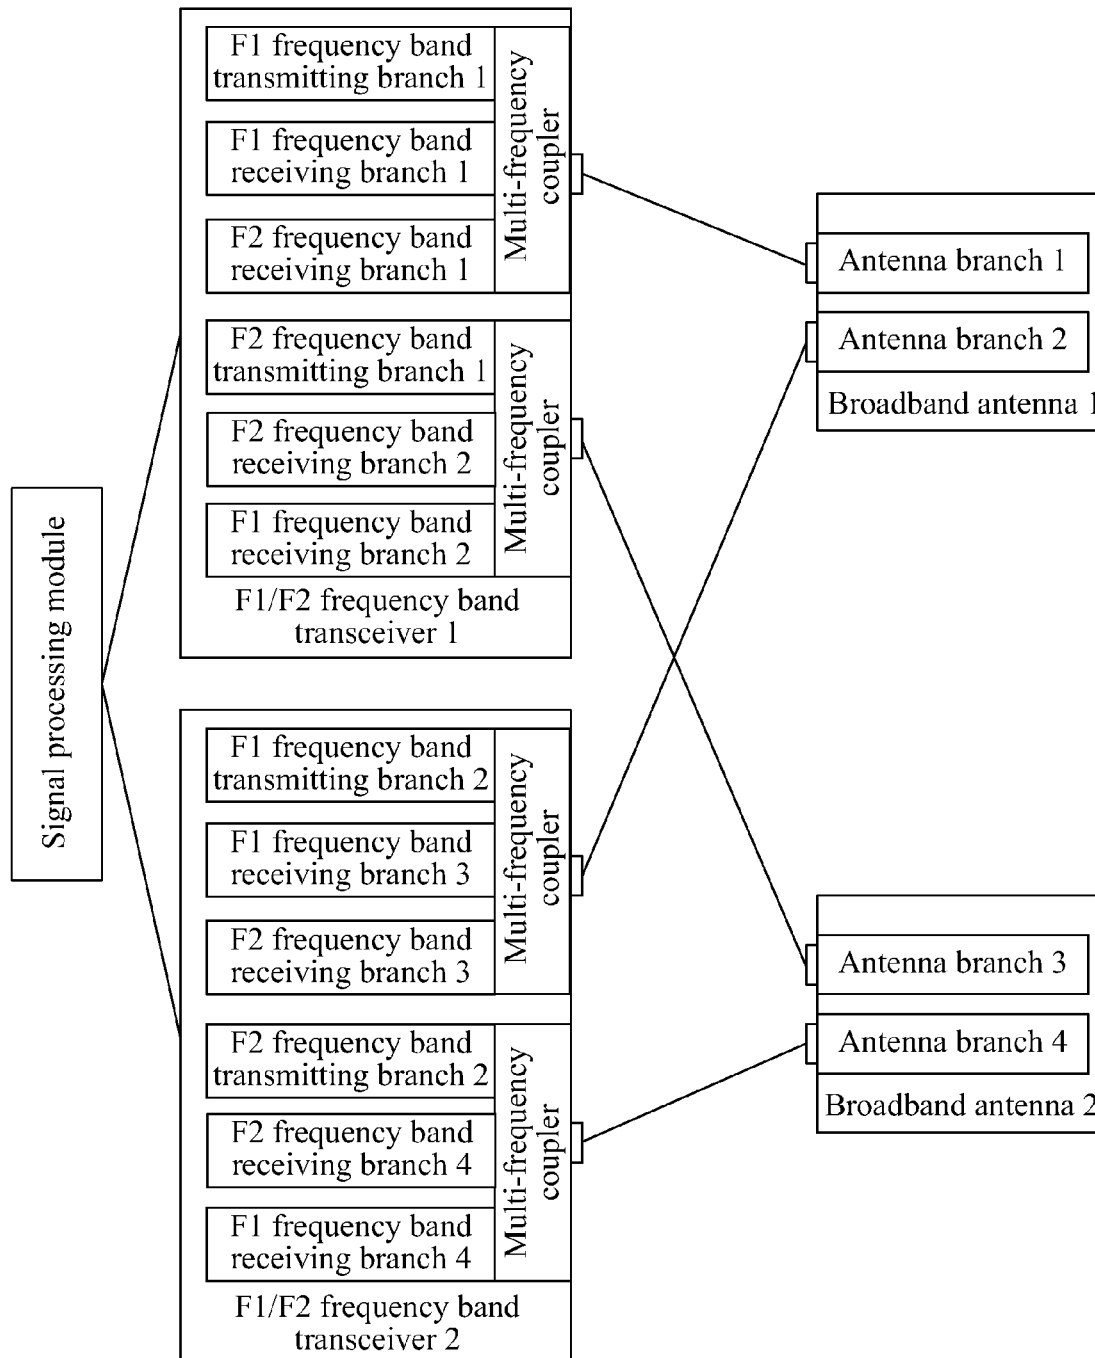 Signal processing module
F1 frequency band
transmitting branch 1
F1 frequency band
receiving branch 1
F2 frequency band
receiving branch 1
Multi-frequency
coupler
F2 frequency band
transmitting branch 1
F2 frequency band
receiving branch 2
F1 frequency band
receiving branch 2
Multi-frequency
coupler
F1/F2 frequency band
transceiver 1
F1 frequency band
transmitting branch 2
F1 frequency band
receiving branch 3
F2 frequency band
receiving branch 3
Multi-frequency
coupler
F2 frequency band
transmitting branch 2
F2 frequency band
receiving branch 4
F1 frequency band
receiving branch 4
Multi-frequency
coupler
F1/F2 frequency band
transceiver 2
Antenna branch 1
Antenna branch 2
Broadband antenna 1
Antenna branch 3
Antenna branch 4
Broadband antenna 2